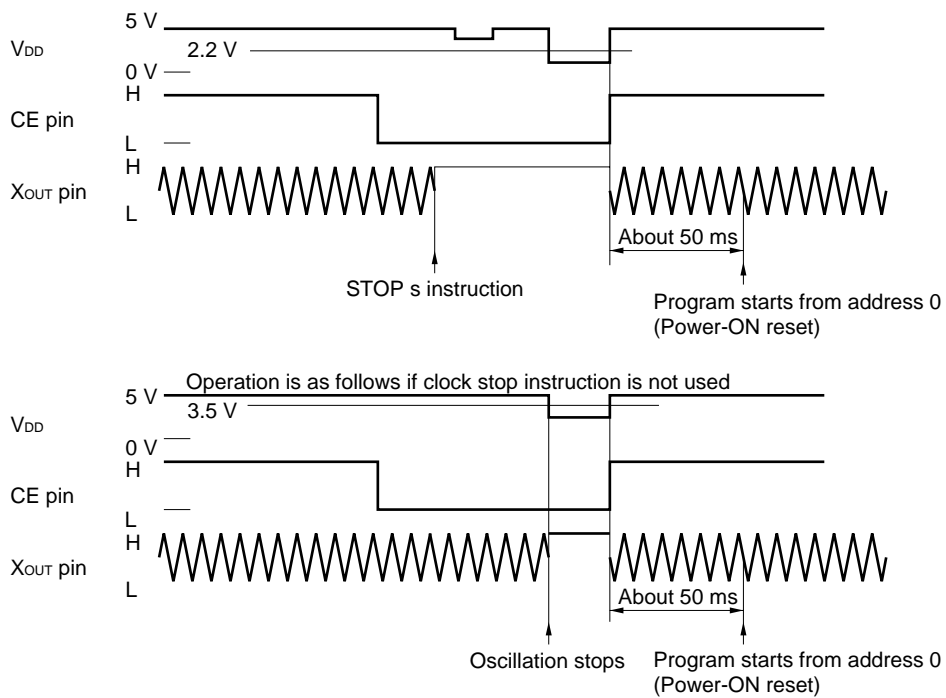 5 V
VDD
2.2 V
0 V
H
CE pin
L
H
XOUT pin
L
About 50 ms
STOP s instruction
Program starts from address 0
(Power-ON reset)
Operation is as follows if clock stop instruction is not used
5 V
3.5 V
VDD
0 V
H
CE pin
L
H
XOUT pin
L
About 50 ms
Oscillation stops
Program starts from address 0
(Power-ON reset)